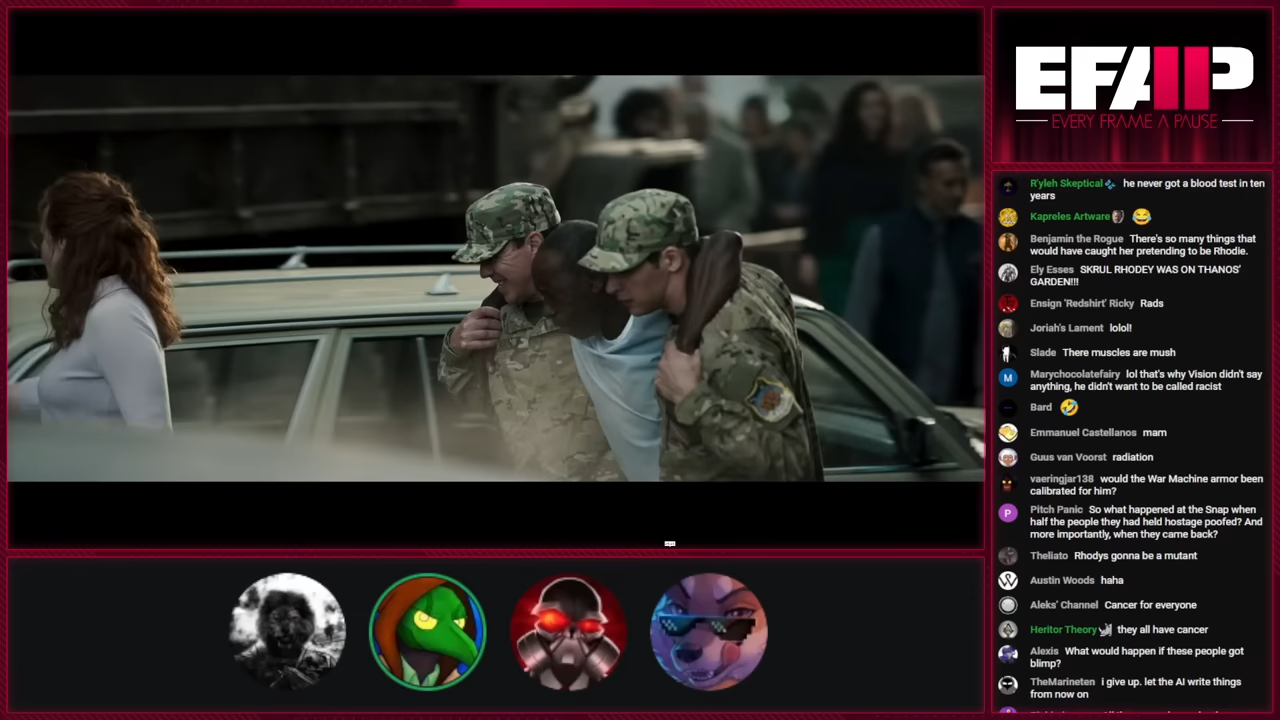 EFAP
EVERY FRAME A PAUSE
R'yleh Skeptical he never got a blood test in ten
years
Kapreles Artware 😂
Benjamin the Rogue There's so many things that
would have caught her pretending to be Rhodie.
Ely Esses SKRUL RHODEY WAS ON THANOS'
GARDEN!!!
Ensign 'Redshirt' Ricky Rads
Joriah's Lament lolol!
Slade There muscles are mush
M
Marychocolatefairy lol that's why Vision didn't say
anything, he didn't want to be called racist
Bard 🤣
Emmanuel Castellanos mam
Guus van Voorst radiation
vaeringjar138 would the War Machine armor been
calibrated for him?
P
Pitch Panic So what happened at the Snap when
half the people they had held hostage poofed? And
more importantly, when they came back?
Theliato Rhodys gonna be a mutant
Austin Woods haha
Aleks' Channel Cancer for everyone
Heritor Theory they all have cancer
Alexis What would happen if these people got
blimp?
TheMarineten i give up. let the AI write things
from now on